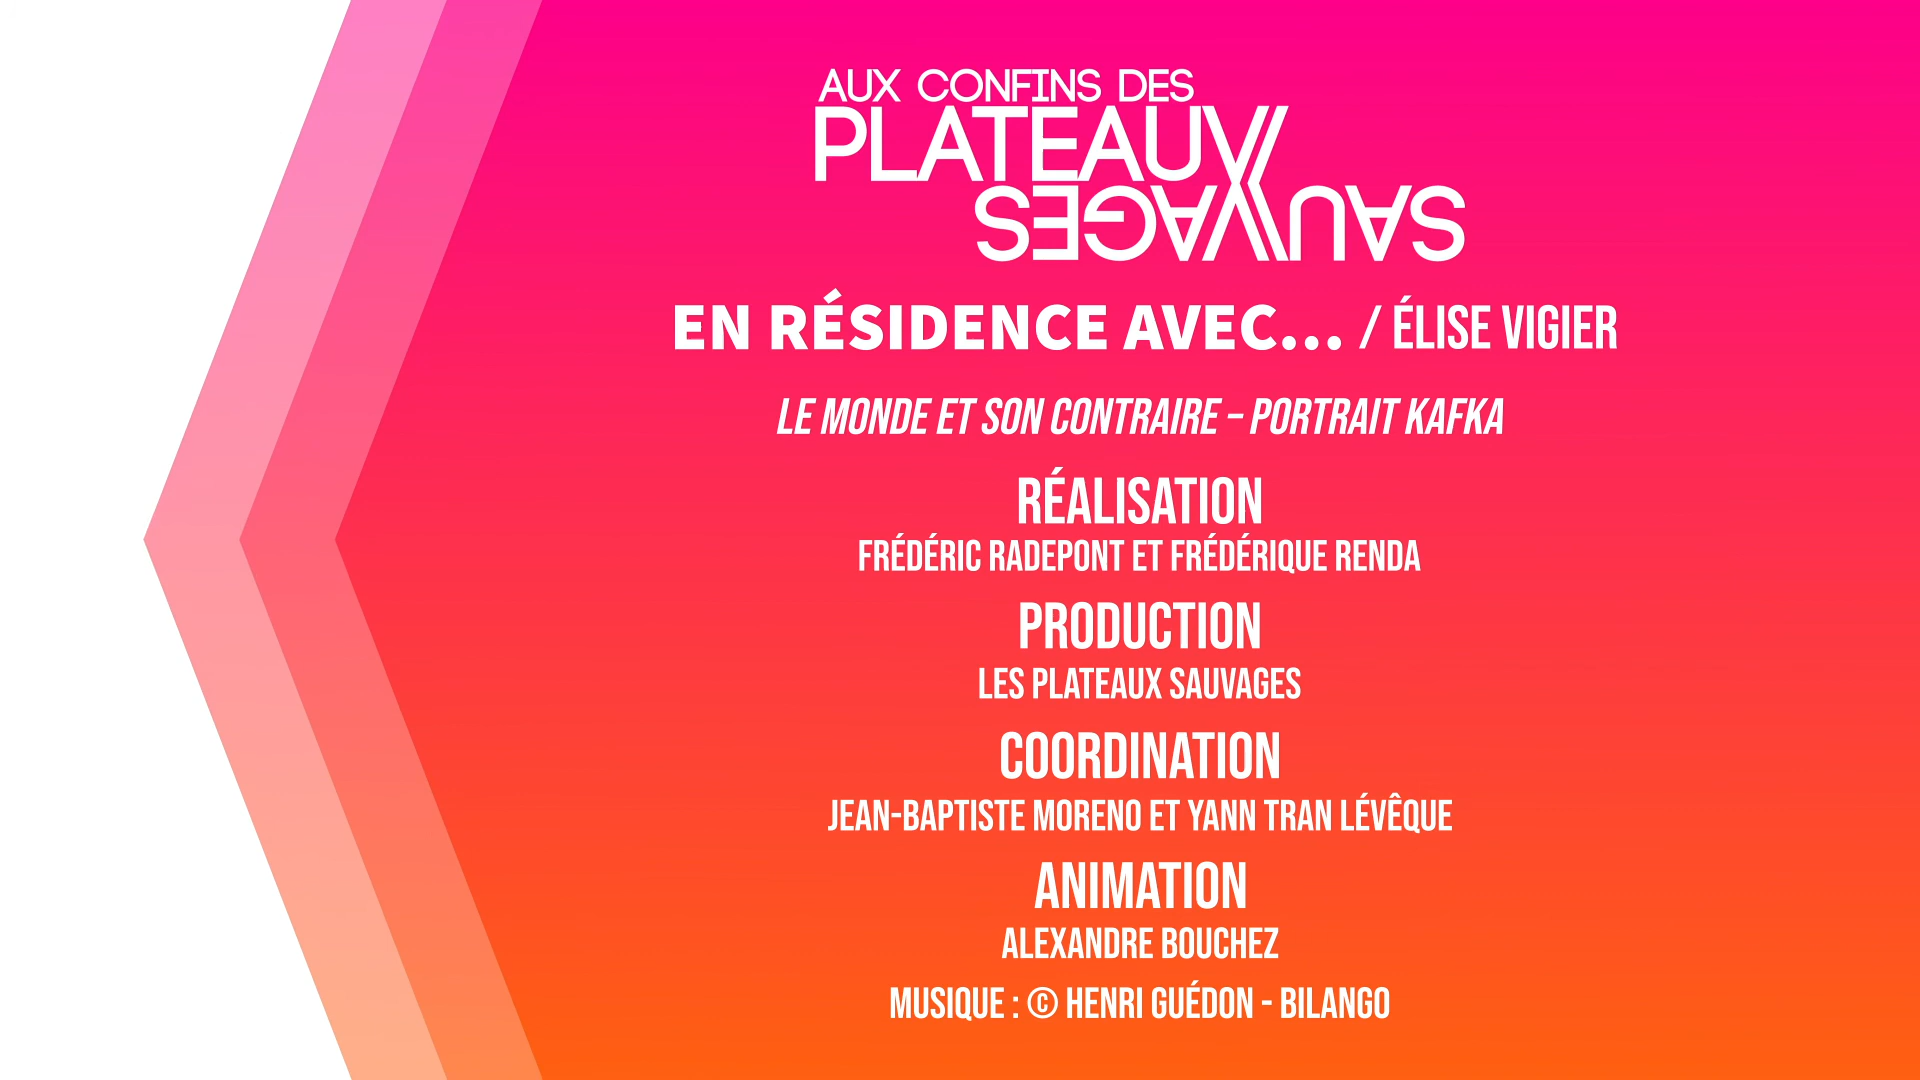 AUX CONFINS DES
PLATEAUX
SAUVAGES
EN RÉSIDENCE AVEC... / ÉLISE VIGIER
LE MONDE ET SON CONTRAIRE – PORTRAIT KAFKA
RÉALISATION
FRÉDÉRIC RADEPONT ET FRÉDÉRIQUE RENDA
PRODUCTION
LES PLATEAUX SAUVAGES
COORDINATION
JEAN-BAPTISTE MORENO ET YANN TRAN LÉVÊQUE
ANIMATION
ALEXANDRE BOUCHEZ
MUSIQUE : © HENRI GUÉDON - BILANGO